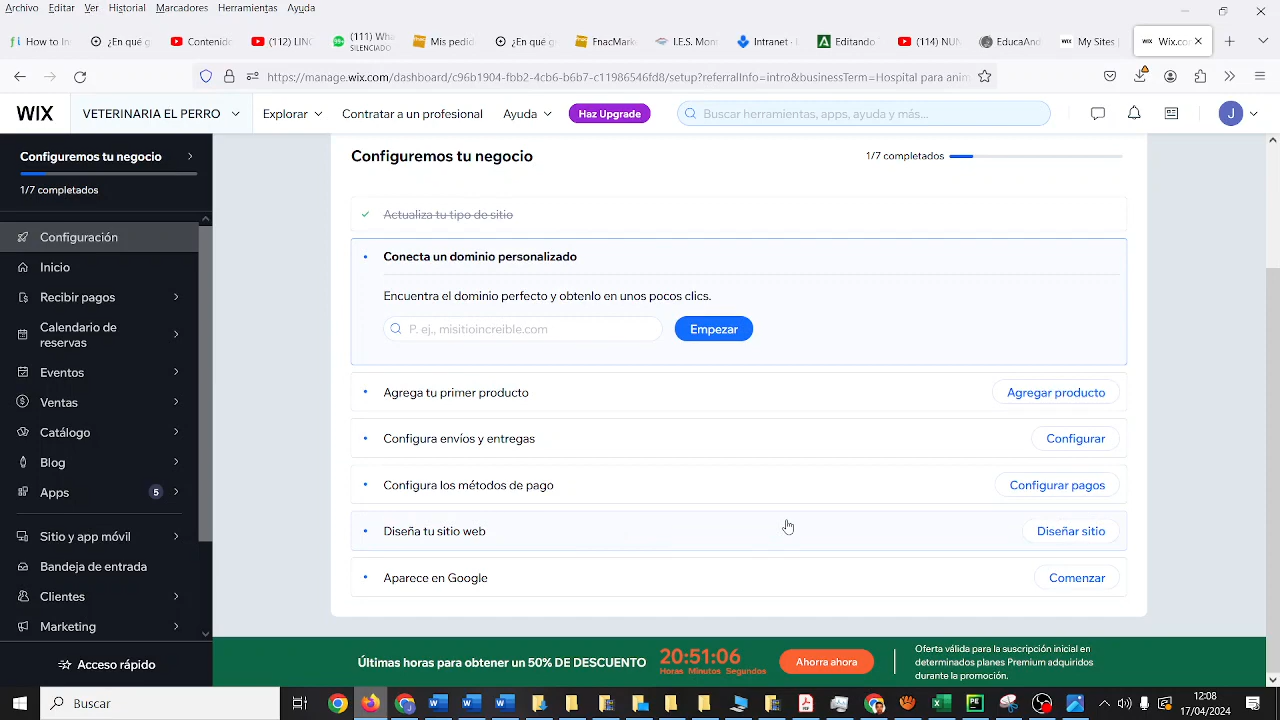 Archivo Editar Ver Historial Marcadores Herramientas Ayuda
How to In
¿En qué g
Contenido
(112) LINC
(311) Wha
SILENCIADO
Mis pedid
¿En qué g
EnacMark
I.E.S. Mon
Intranet -
Editando
(114) NU
EducaAnd
WIX My Sites |
WIX Wix.co
https://manage.wix.com/dashboard/c96b1904-fbb2-4cb6-b6b7-c11986546fd8/setup?referralInfo=intro&businessTerm=Hospital para anim
WIX
VETERINARIA EL PERRO
Explorar
Contratar a un profesional
Ayuda
Haz Upgrade
Buscar herramientas, apps, ayuda y más...
J
Configuremos tu negocio
1/7 completados
Configuración
Inicio
Recibir pagos
Calendario de
reservas
Eventos
Ventas
Catálogo
Blog
Apps 5
Sitio y app móvil
Bandeja de entrada
Clientes
Marketing
Acceso rápido
Configuremos tu negocio
1/7 completados
Actualiza tu tipo de sitio
Conecta un dominio personalizado
Encuentra el dominio perfecto y obtenlo en unos pocos clics.
P. ej., misitioincreible.com
Empezar
Agrega tu primer producto
Agregar producto
Configura envíos y entregas
Configurar
Configura los métodos de pago
Configurar pagos
Diseña tu sitio web
Diseñar sitio
Aparece en Google
Comenzar
Últimas horas para obtener un 50% DE DESCUENTO
20:51:06
Horas Minutos Segundos
Ahorra ahora
Oferta válida para la suscripción inicial en
determinados planes Premium adquiridos
durante la promoción.
Buscar
12:08
17/04/2024